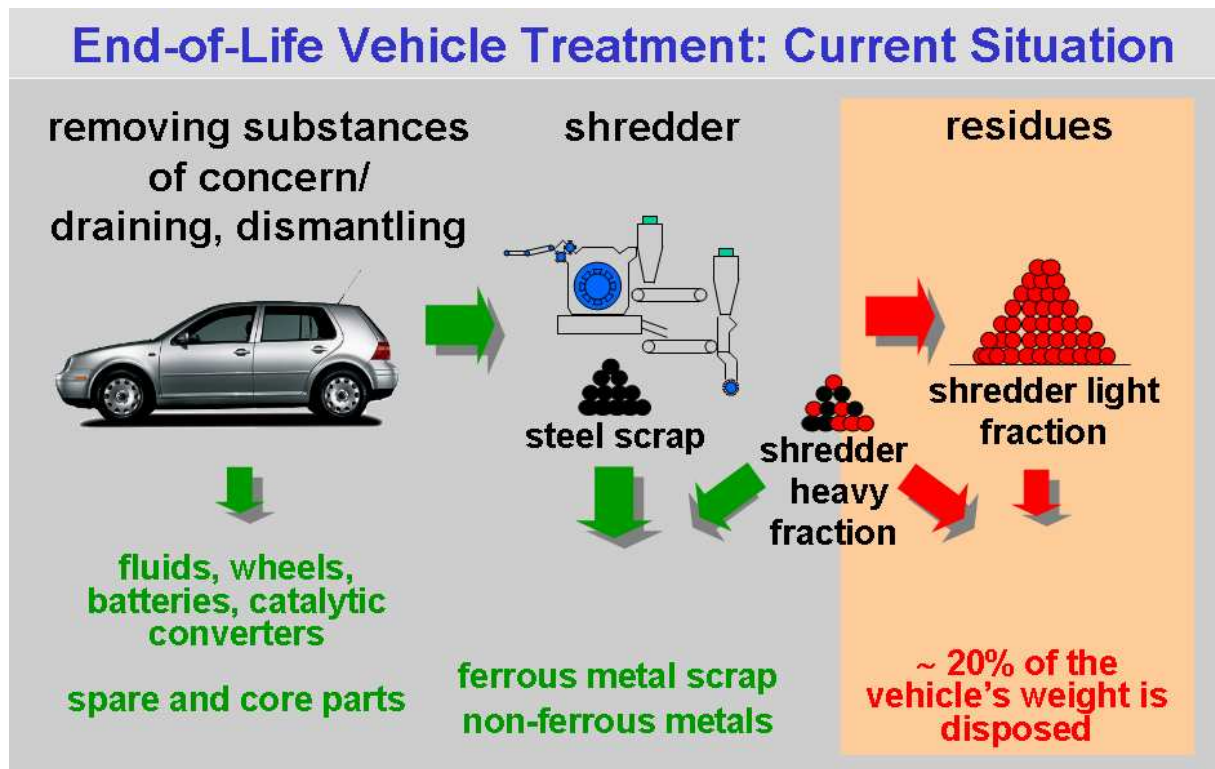 End-of-Life Vehicle Treatment: Current Situation
removing substances
of concern/
draining, dismantling
shredder
residues
steel scrap
shredder
heavy
fraction
shredder light
fraction
fluids, wheels,
batteries, catalytic
converters
spare and core parts
ferrous metal scrap
non-ferrous metals
~ 20% of the
vehicle's weight is
disposed